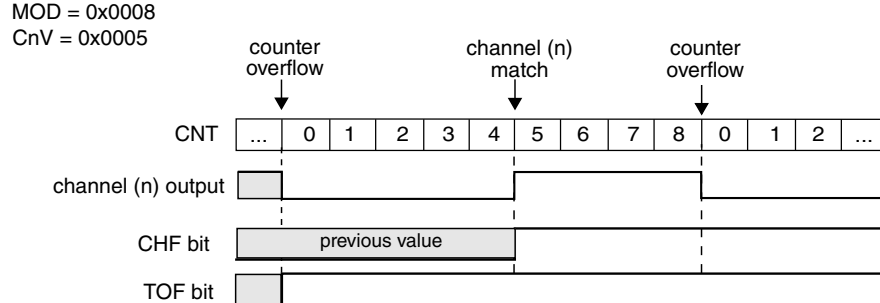 MOD = 0x0008
CnV = 0x0005
counter
overflow
channel (n)
match
counter
overflow
CNT ... 0 1 2 3 4 5 6 7 8 0 1 2 ...
channel (n) output
CHF bit previous value
TOF bit